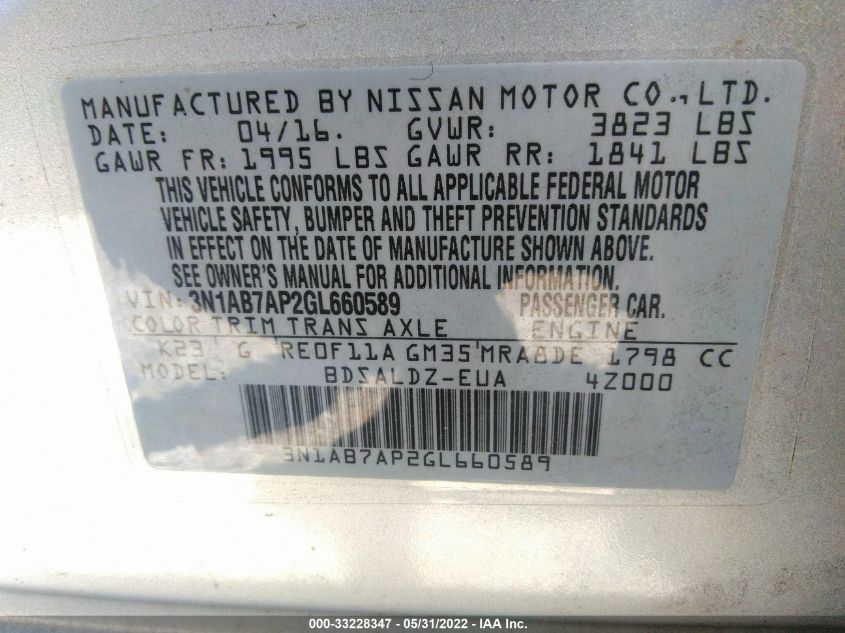 MANUFACTURED BY NISSAN MOTOR CO., LTD.
DATE: 04/16. GVWR: 3823 LBS
GAWR FR: 1995 LBS GAWR RR: 1841 LBS
THIS VEHICLE CONFORMS TO ALL APPLICABLE FEDERAL MOTOR
VEHICLE SAFETY, BUMPER AND THEFT PREVENTION STANDARDS
IN EFFECT ON THE DATE OF MANUFACTURE SHOWN ABOVE.
SEE OWNER'S MANUAL FOR ADDITIONAL INFORMATION.
VIN: 3N1AB7AP2GL660589 PASSENGER CAR.
COLOR TRIM TRANS AXLE ENGINE
K23 G RE0F11A GM35 MRA8DE 1798 CC
MODEL: BDSALDZ-EUA 4Z000
3N1AB7AP2GL660589
000-33228347 - 05/31/2022 - IAA Inc.